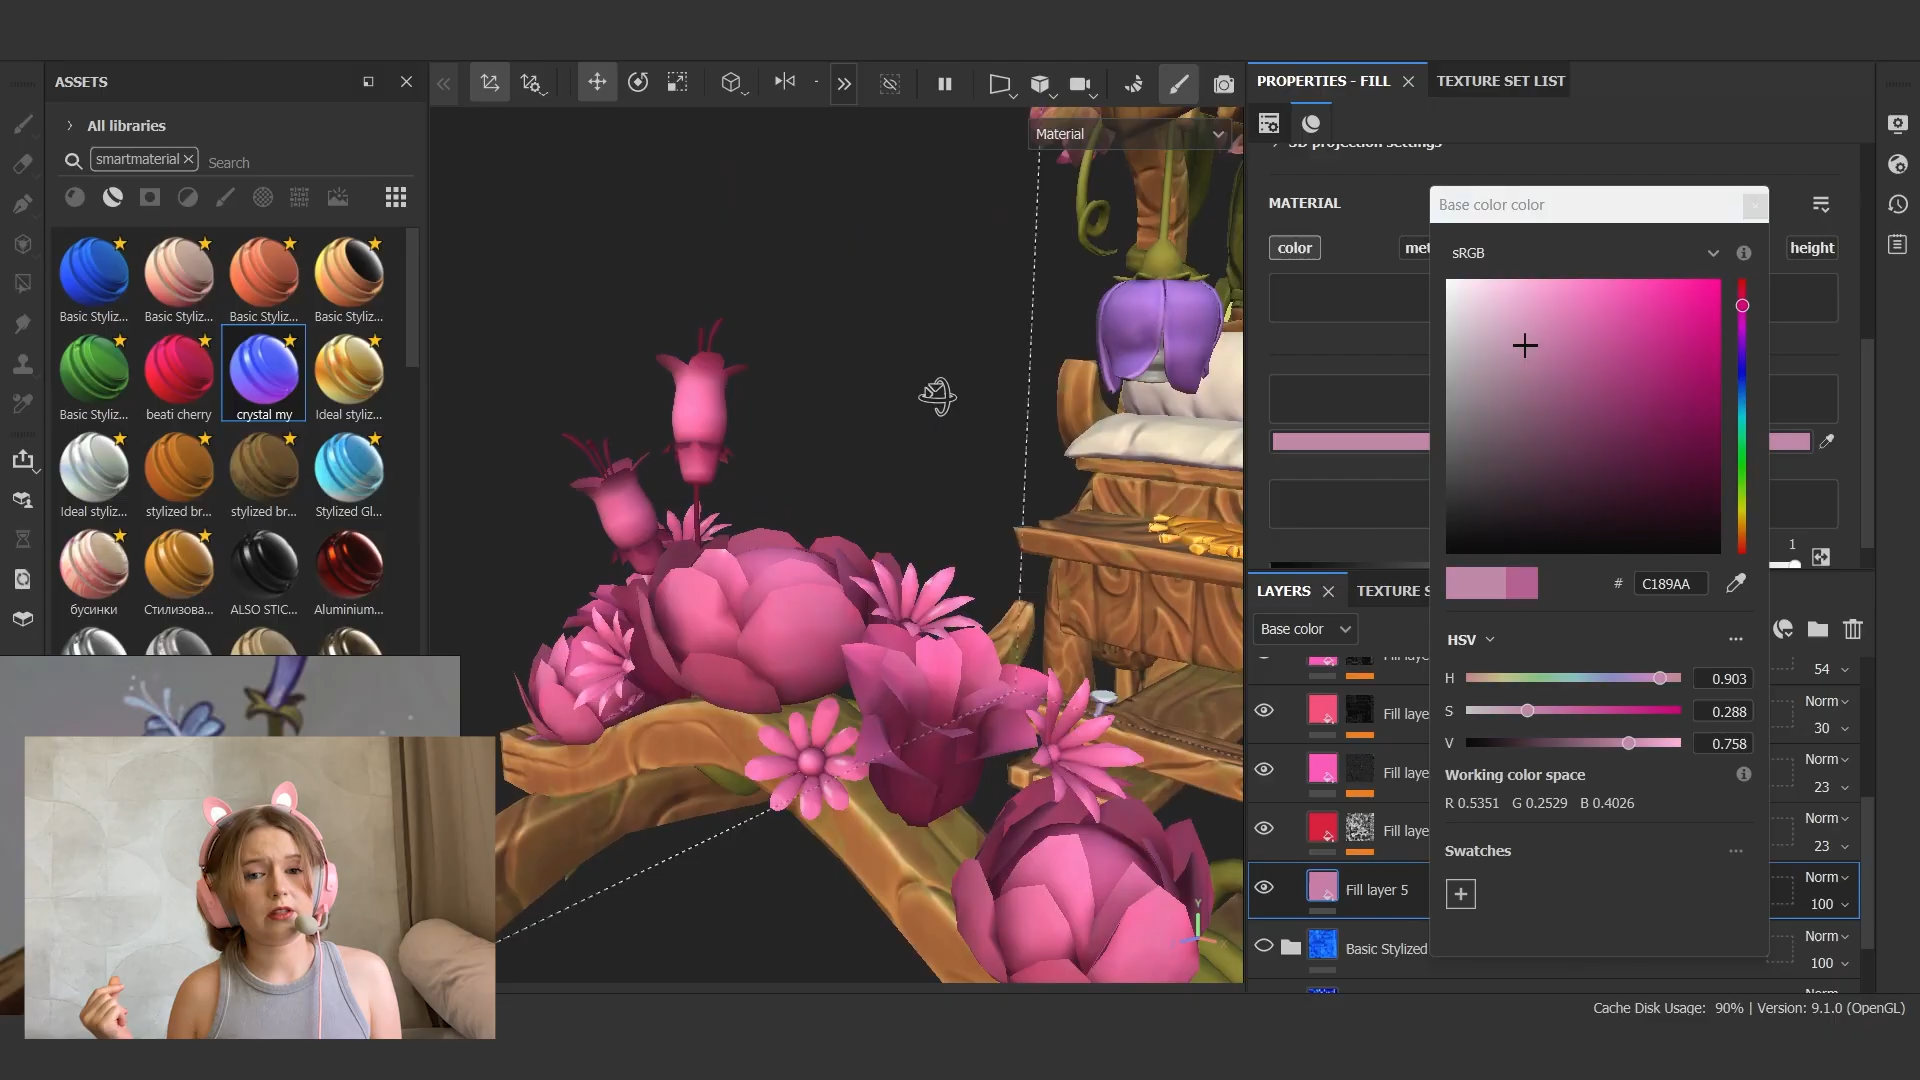 ASSETS
All libraries
smartmaterial
Search
Basic Styliz...
Basic Styliz...
Basic Styliz...
Basic Styliz...
Basic Styliz...
beati cherry
crystal my
Ideal styliz...
Ideal styliz...
stylized br...
stylized br...
Stylized Gl...
бусинки
Стилизова...
ALSO STIC...
Aluminium...
Material
Y
PROPERTIES - FILL
TEXTURE SET LIST
3D projection settings
MATERIAL
color
met
height
1
Base color color
sRGB
# C189AA
HSV
H 0.903
S 0.288
V 0.758
Working color space
R 0.5351 G 0.2529 B 0.4026
Swatches
LAYERS
TEXTURE S
Base color
54
Fill laye
Norm
30
Fill laye
Norm
23
Fill laye
Norm
23
Fill layer 5
Norm
100
Basic Stylized
Norm
100
Cache Disk Usage: 90% | Version: 9.1.0 (OpenGL)